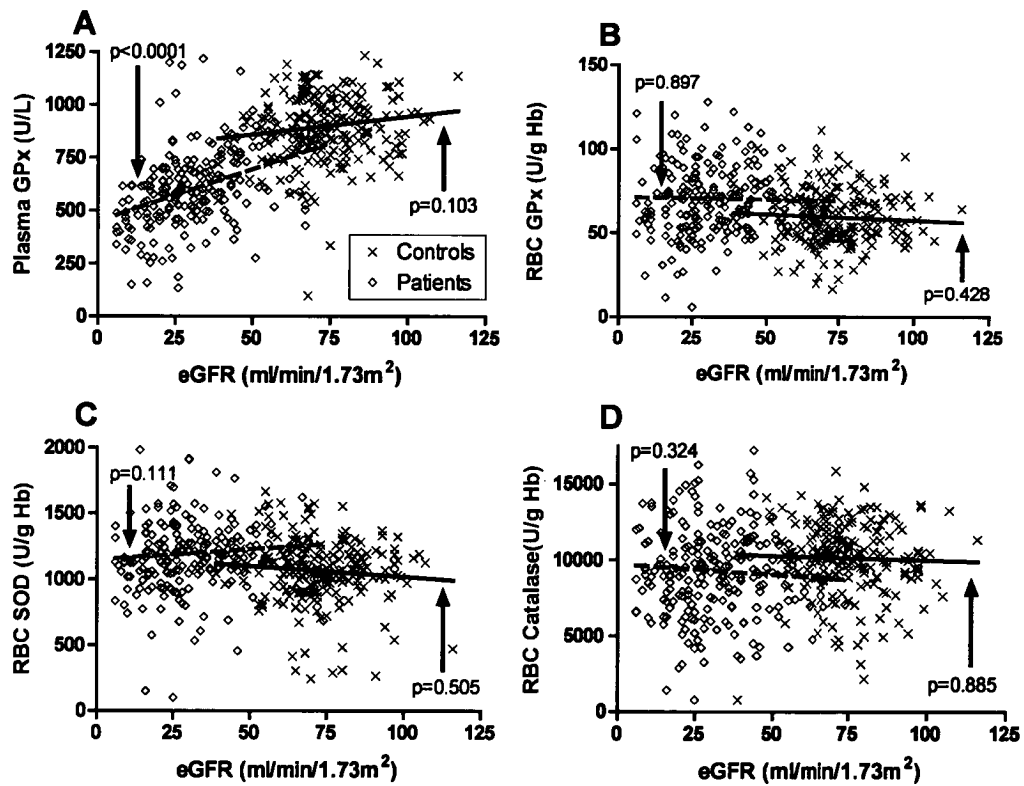 A
p<0.0001
1250
1000
750
500
250
0
Plasma GPx (U/L)
p=0.103
× Controls
◇ Patients
0 25 50 75 100 125
eGFR (ml/min/1.73m²)
B
p=0.897
150
100
50
0
RBC GPx (U/g Hb)
p=0.428
0 25 50 75 100 125
eGFR (ml/min/1.73m²)
C
p=0.111
2000
1500
1000
500
0
RBC SOD (U/g Hb)
p=0.505
0 25 50 75 100 125
eGFR (ml/min/1.73m²)
D
p=0.324
15000
10000
5000
0
RBC Catalase(U/g Hb)
p=0.885
0 25 50 75 100 125
eGFR (ml/min/1.73m²)